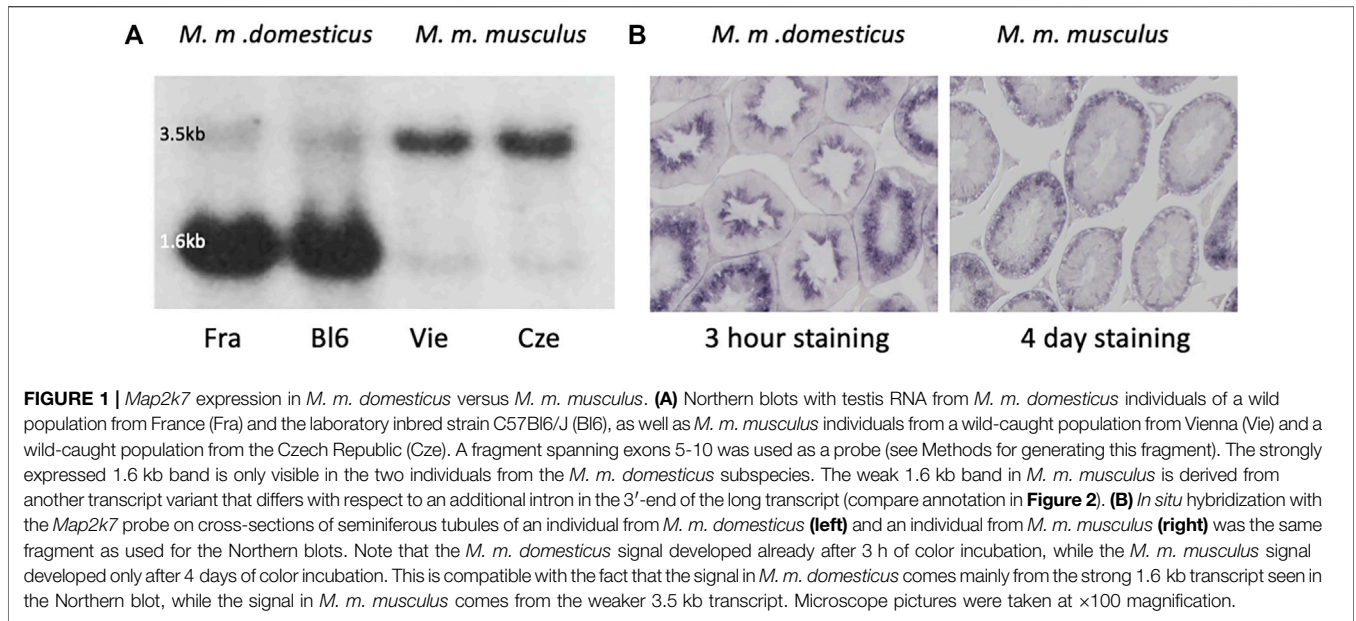 A M. m .domesticus M. m. musculus B M. m .domesticus M. m. musculus
3.5kb
1.6kb
Fra Bl6 Vie Cze 3 hour staining 4 day staining
FIGURE 1 | Map2k7 expression in M. m. domesticus versus M. m. musculus. (A) Northern blots with testis RNA from M. m. domesticus individuals of a wild
population from France (Fra) and the laboratory inbred strain C57Bl6/J (Bl6), as well as M. m. musculus individuals from a wild-caught population from Vienna (Vie) and a
wild-caught population from the Czech Republic (Cze). A fragment spanning exons 5-10 was used as a probe (see Methods for generating this fragment). The strongly
expressed 1.6 kb band is only visible in the two individuals from the M. m. domesticus subspecies. The weak 1.6 kb band in M. m. musculus is derived from
another transcript variant that differs with respect to an additional intron in the 3′-end of the long transcript (compare annotation in Figure 2). (B) In situ hybridization with
the Map2k7 probe on cross-sections of seminiferous tubules of an individual from M. m. domesticus (left) and an individual from M. m. musculus (right) was the same
fragment as used for the Northern blots. Note that the M. m. domesticus signal developed already after 3 h of color incubation, while the M. m. musculus signal
developed only after 4 days of color incubation. This is compatible with the fact that the signal in M. m. domesticus comes mainly from the strong 1.6 kb transcript seen in
the Northern blot, while the signal in M. m. musculus comes from the weaker 3.5 kb transcript. Microscope pictures were taken at ×100 magnification.